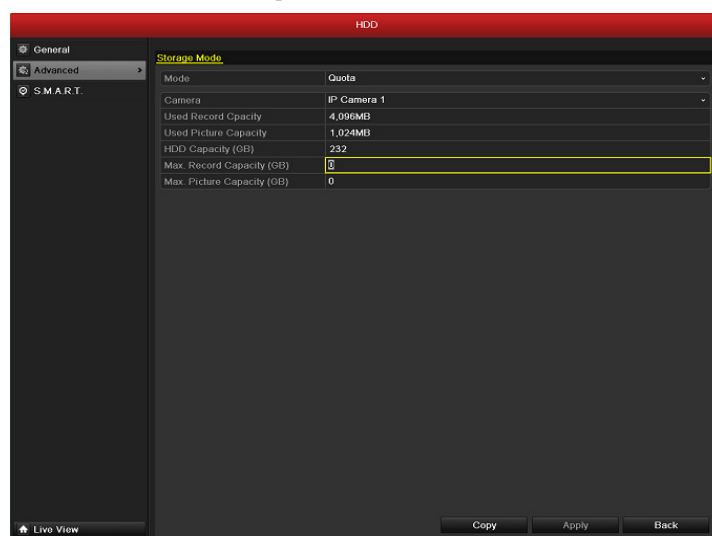 HDD
General
Advanced
S.M.A.R.T.
Storage Mode
Mode Quota
Camera IP Camera 1
Used Record Cpacity 4,096MB
Used Picture Capacity 1,024MB
HDD Capacity (GB) 232
Max. Record Capacity (GB) 0
Max. Picture Capacity (GB) 0
Live View
Copy Apply Back